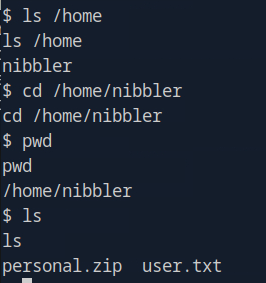 $ ls /home
ls /home
nibbler
$ cd /home/nibbler
cd /home/nibbler
$ pwd
pwd
/home/nibbler
$ ls
ls
personal.zip  user.txt